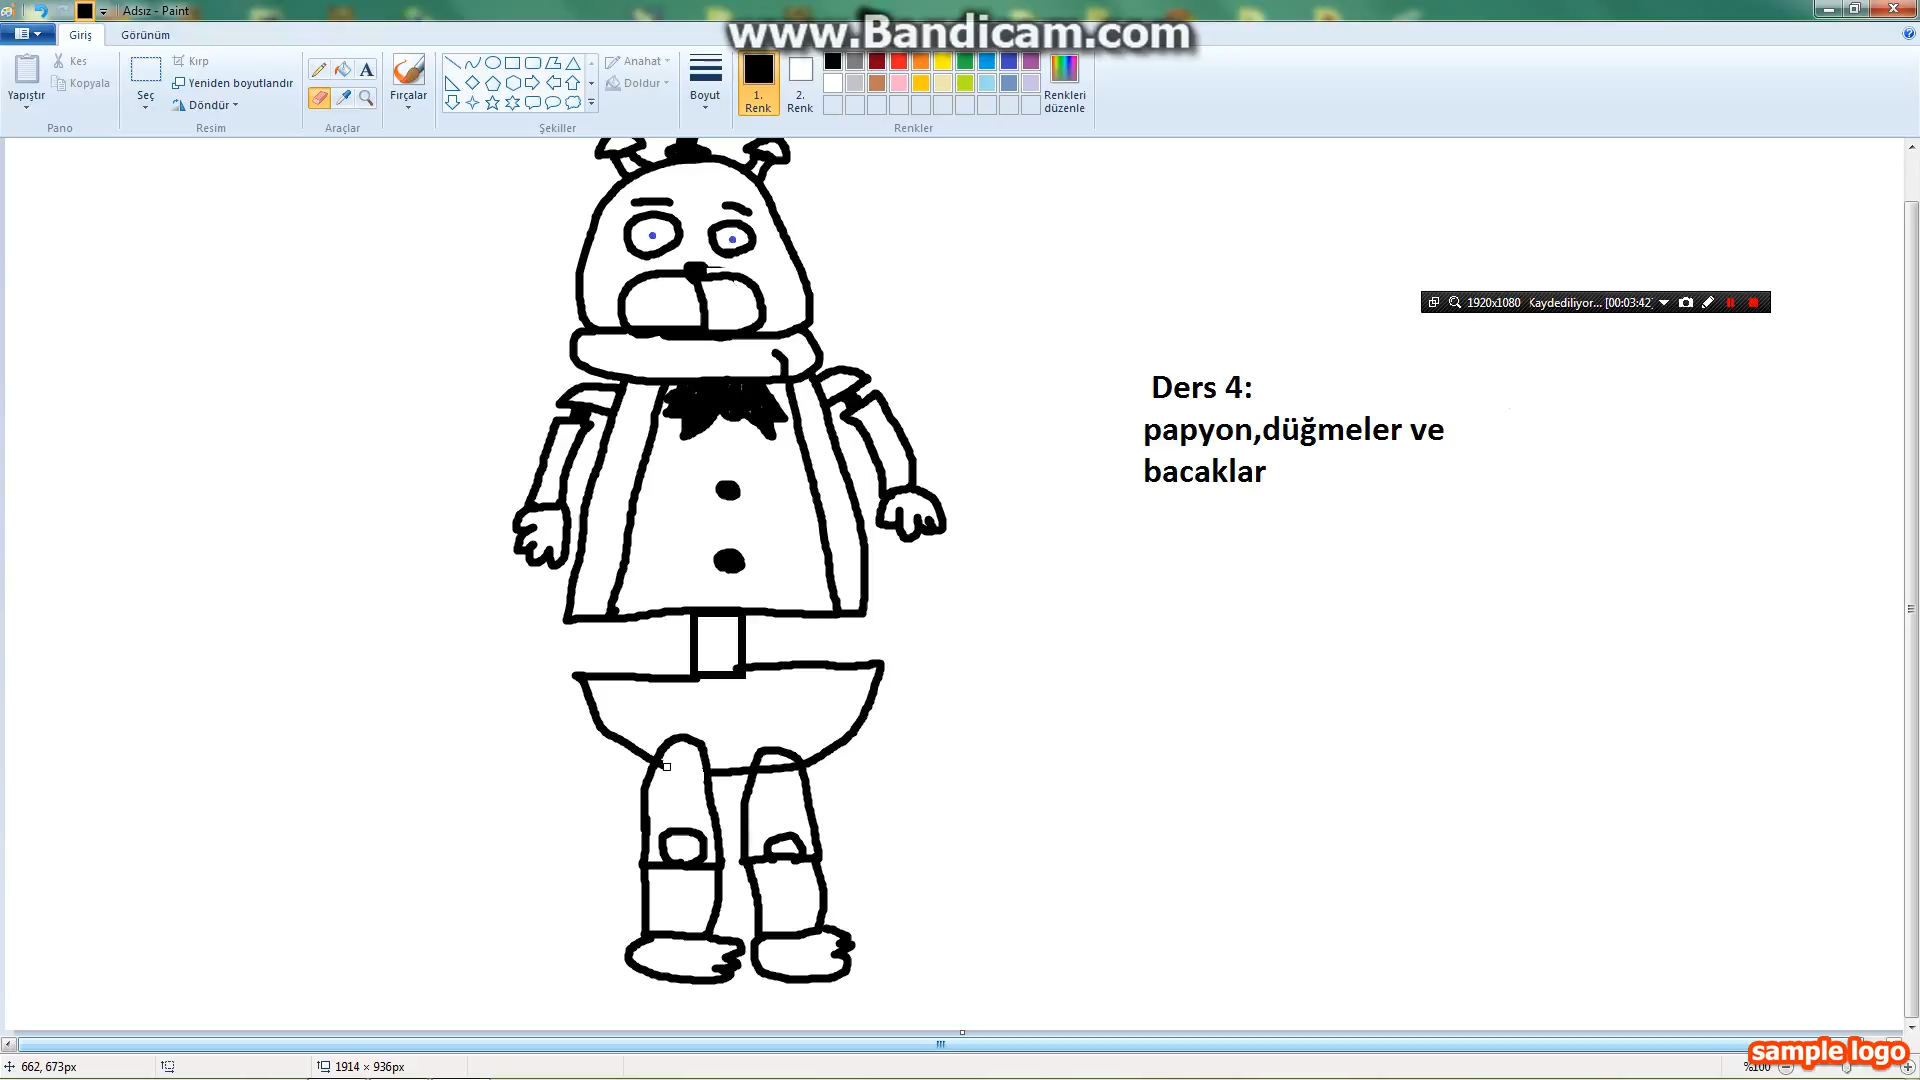 Adsız - Paint
www.Bandicam.com
Giriş
Görünüm
Yapıştır
Kes
Kopyala
Pano
Seç
Kırp
Yeniden boyutlandır
Döndür
Resim
A
Araçlar
Fırçalar
Anahat
Doldur
Şekiller
Boyut
1.
Renk
2.
Renk
Renkleri
düzenle
Renkler
1920x1080 Kaydediliyor... [00:03:42]
Ders 4:
papyon,düğmeler ve
bacaklar
662, 673px
1914 × 936px
%100
sample logo